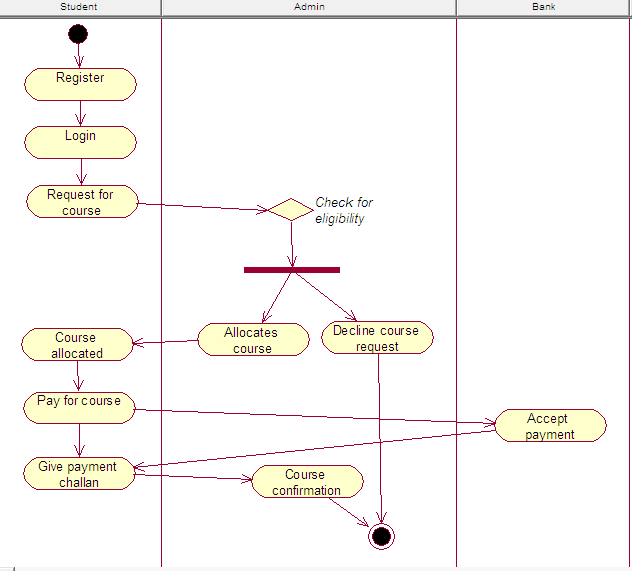 Student
Admin
Bank
Register
Login
Request for
course
Check for
eligibility
Allocates
course
Decline course
request
Course
allocated
Pay for course
Accept
payment
Give payment
challan
Course
confirmation